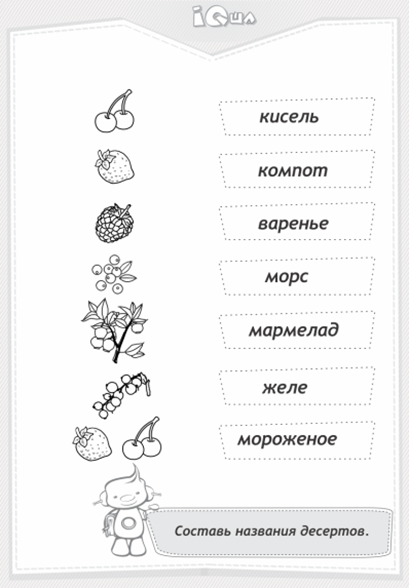 iQша
кисель
компот
варенье
морс
мармелад
желе
мороженое
Составь названия десертов.